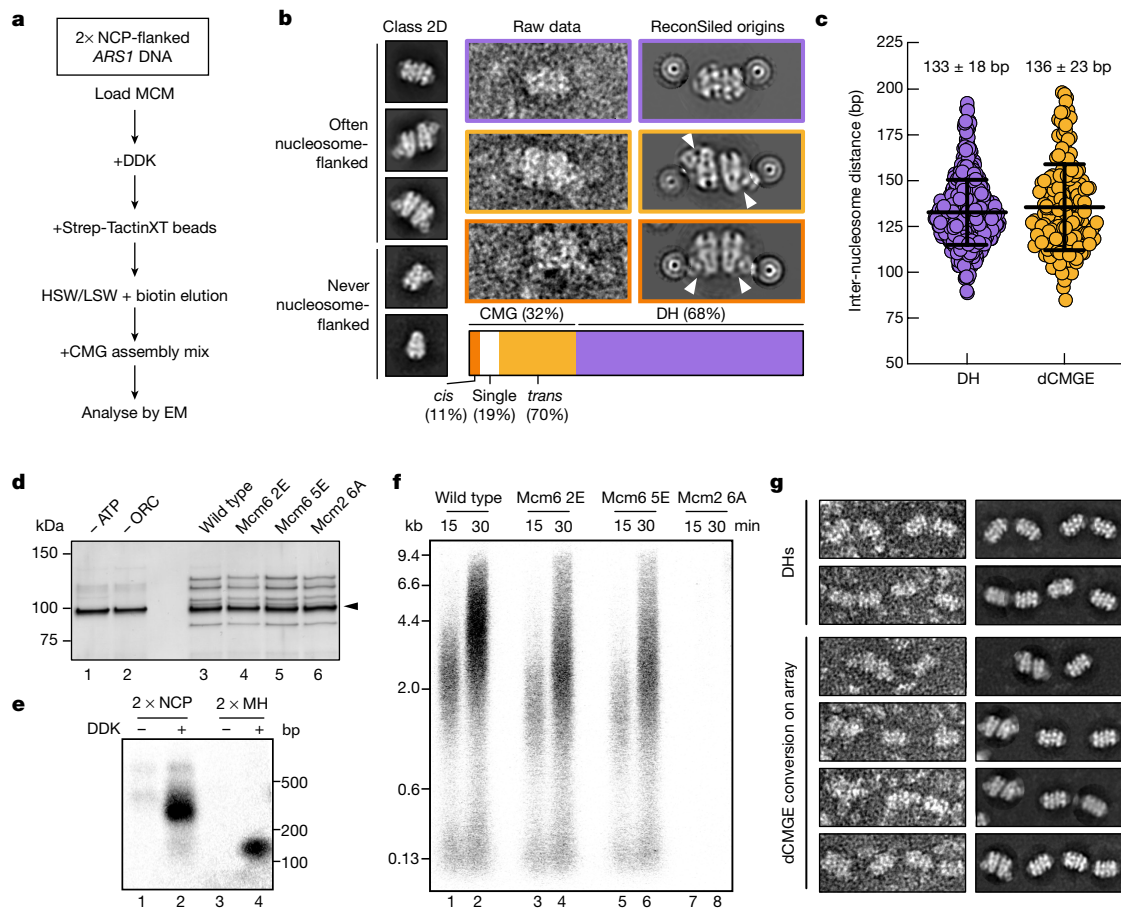 a
2× NCP-flanked
ARS1 DNA
Load MCM
+DDK
+Strep-TactinXT beads
HSW/LSW + biotin elution
+CMG assembly mix
Analyse by EM
b
Class 2D
Raw data
ReconSiled origins
Often
nucleosome-
flanked
Never
nucleosome-
flanked
CMG (32%)
DH (68%)
cis
(11%)
Single
(19%)
trans
(70%)
c
Inter-nucleosome distance (bp)
225
200
175
150
125
100
75
50
133 ± 18 bp
136 ± 23 bp
DH
dCMGE
d
kDa
–ATP
–ORC
Wild type
Mcm6 2E
Mcm6 5E
Mcm2 6A
150
100
75
1 2 3 4 5 6
e
2 × NCP 2 × MH
DDK – + – + bp
500
200
100
1 2 3 4
f
Wild type Mcm6 2E Mcm6 5E Mcm2 6A
kb 15 30 15 30 15 30 15 30 min
9.4
6.6
4.4
2.0
0.6
0.13
1 2 3 4 5 6 7 8
g
DHs
dCMGE conversion on array